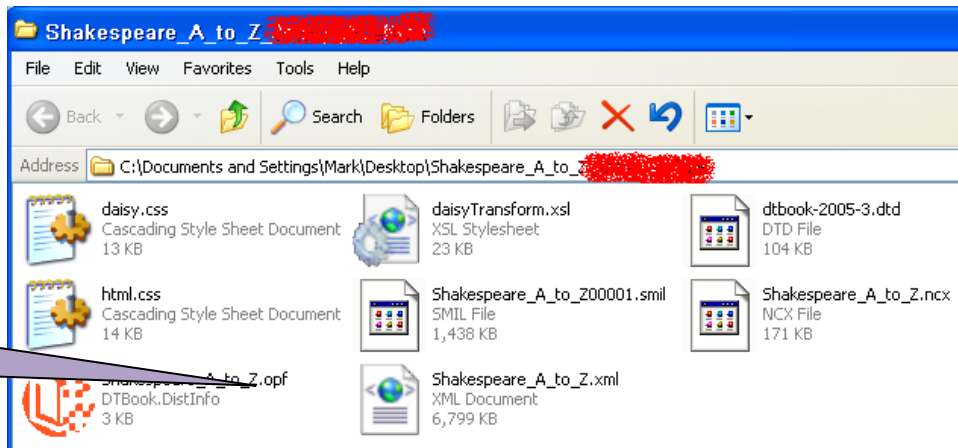 Shakespeare_A_to_Z_
File Edit View Favorites Tools Help
Back Search Folders
Address C:\Documents and Settings\Mark\Desktop\Shakespeare_A_to_Z
daisy.css
Cascading Style Sheet Document
13 KB
daisyTransform.xsl
XSL Stylesheet
23 KB
dtbook-2005-3.dtd
DTD File
104 KB
html.css
Cascading Style Sheet Document
14 KB
Shakespeare_A_to_Z00001.smil
SMIL File
1,438 KB
Shakespeare_A_to_Z.ncx
NCX File
171 KB
Shakespeare_A_to_Z.opf
DTBook.DistInfo
3 KB
Shakespeare_A_to_Z.xml
XML Document
6,799 KB